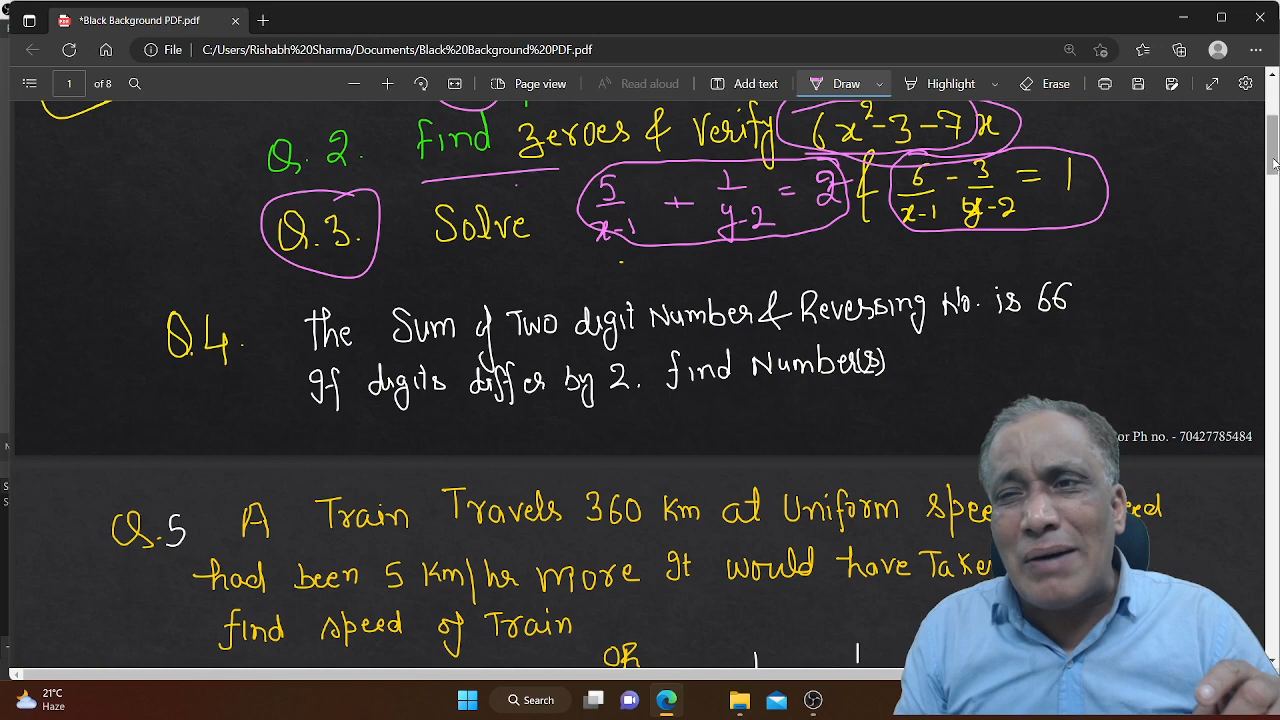 *Black Background PDF.pdf
File C:/Users/Rishabh%20Sharma/Documents/Black%20Background%20PDF.pdf
1 of 8 Page view Read aloud Add text Draw Highlight Erase
Q.2. find zeroes & Verify 6x²-3-7x
Q.3. Solve 5/x-1 + 1/y-2 = 2 & 6/x-1 - 3/y-2 = 1
Q.4. The Sum of Two digit Number & Reverssing No. is 66
If digits differ by 2. find Number(s)
or Ph no. - 70427785484
Q.5 A Train Travels 360 Km at Uniform spee
had been 5 Km/hr more It would have Take
find speed of Train
OR
21°C
Haze
Search